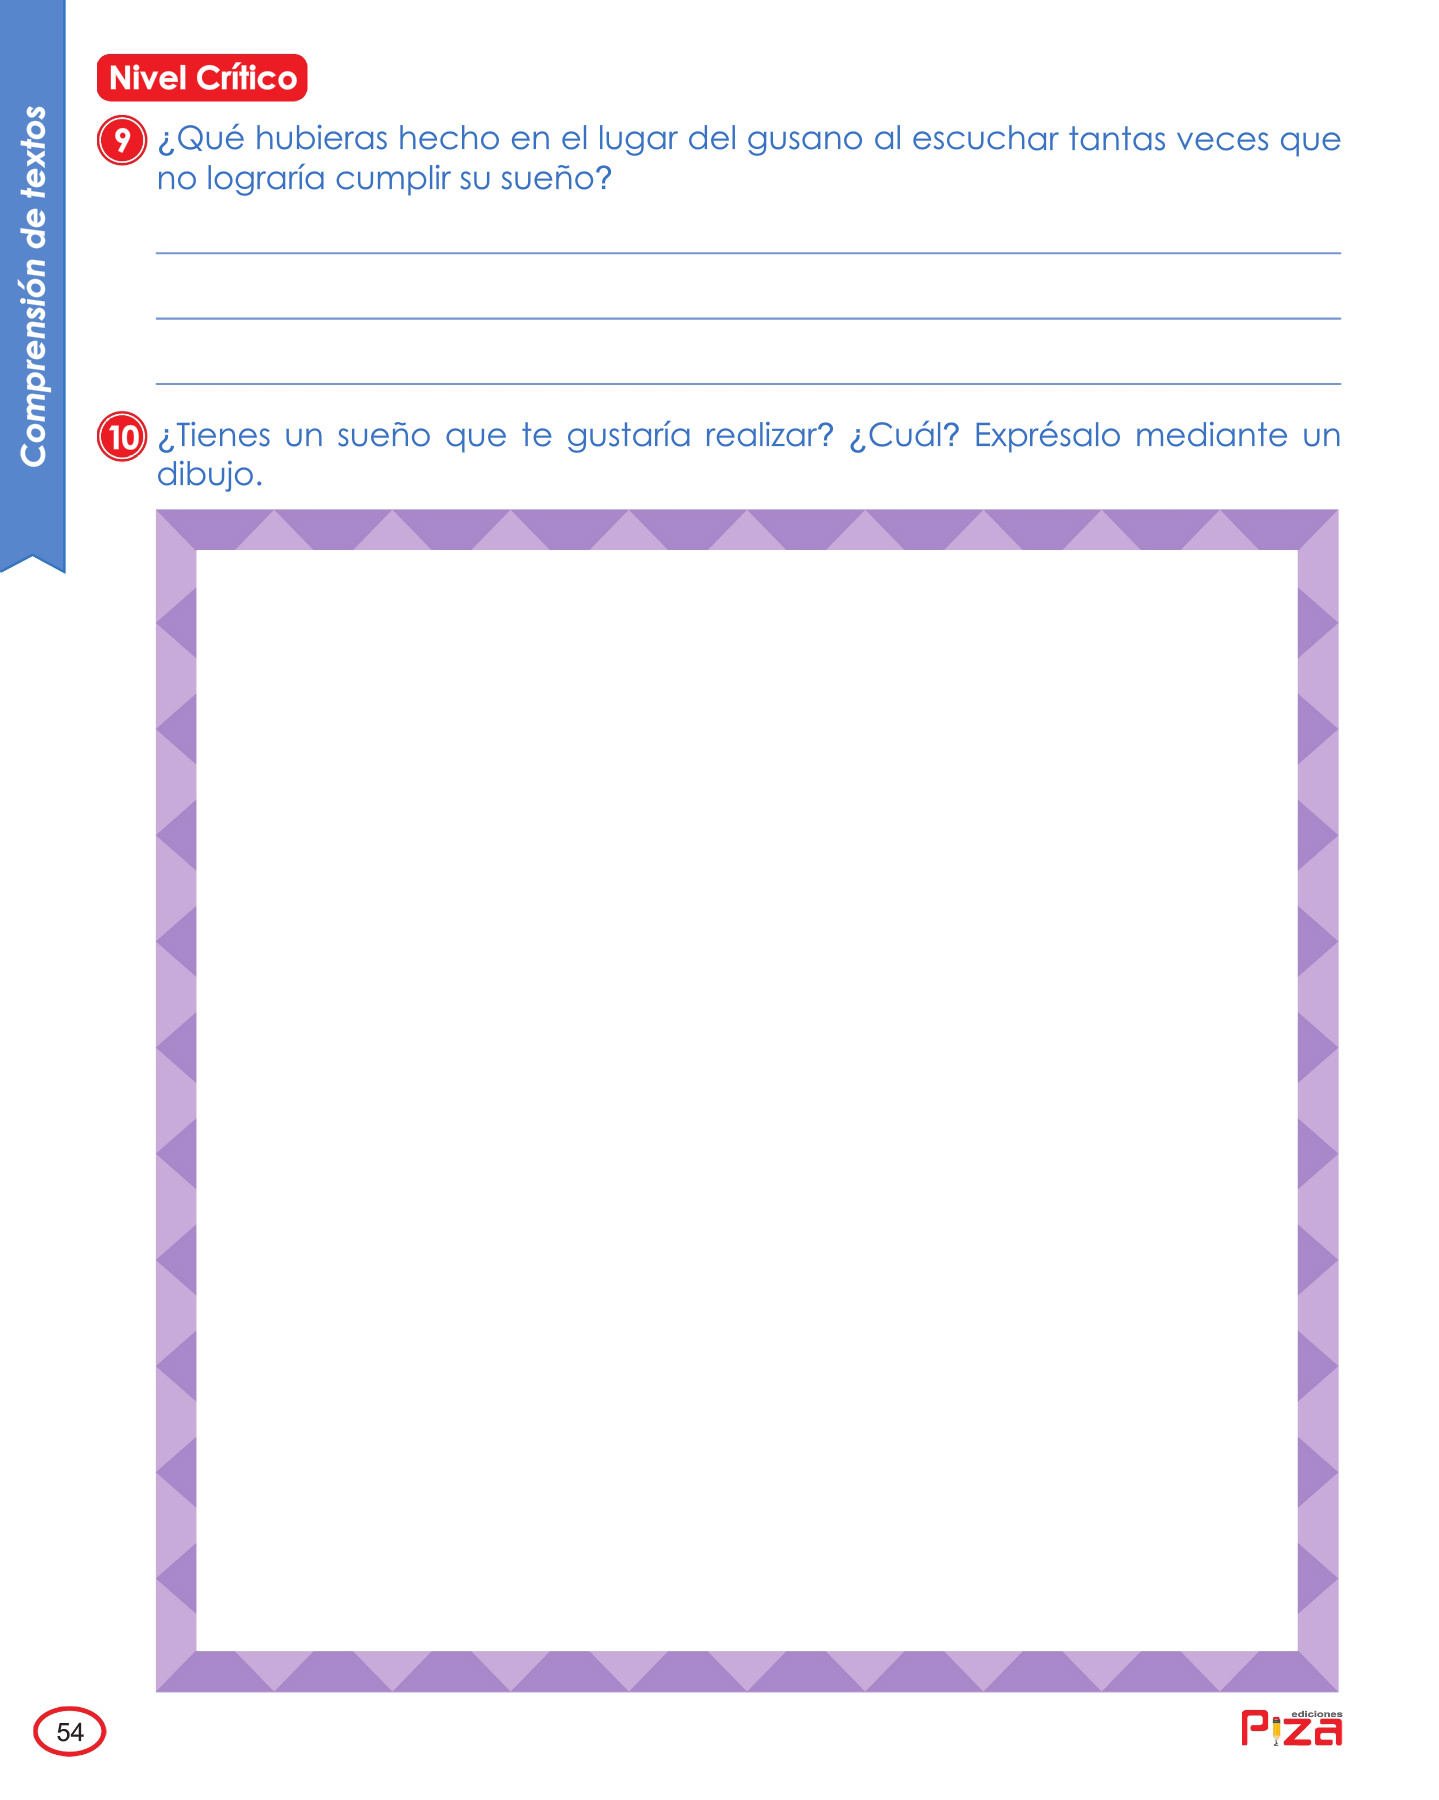 Comprensión de textos
Nivel Crítico
9 ¿Qué hubieras hecho en el lugar del gusano al escuchar tantas veces que
no lograría cumplir su sueño?
10 ¿Tienes un sueño que te gustaría realizar? ¿Cuál? Exprésalo mediante un
dibujo.
54
ediciones
Piza